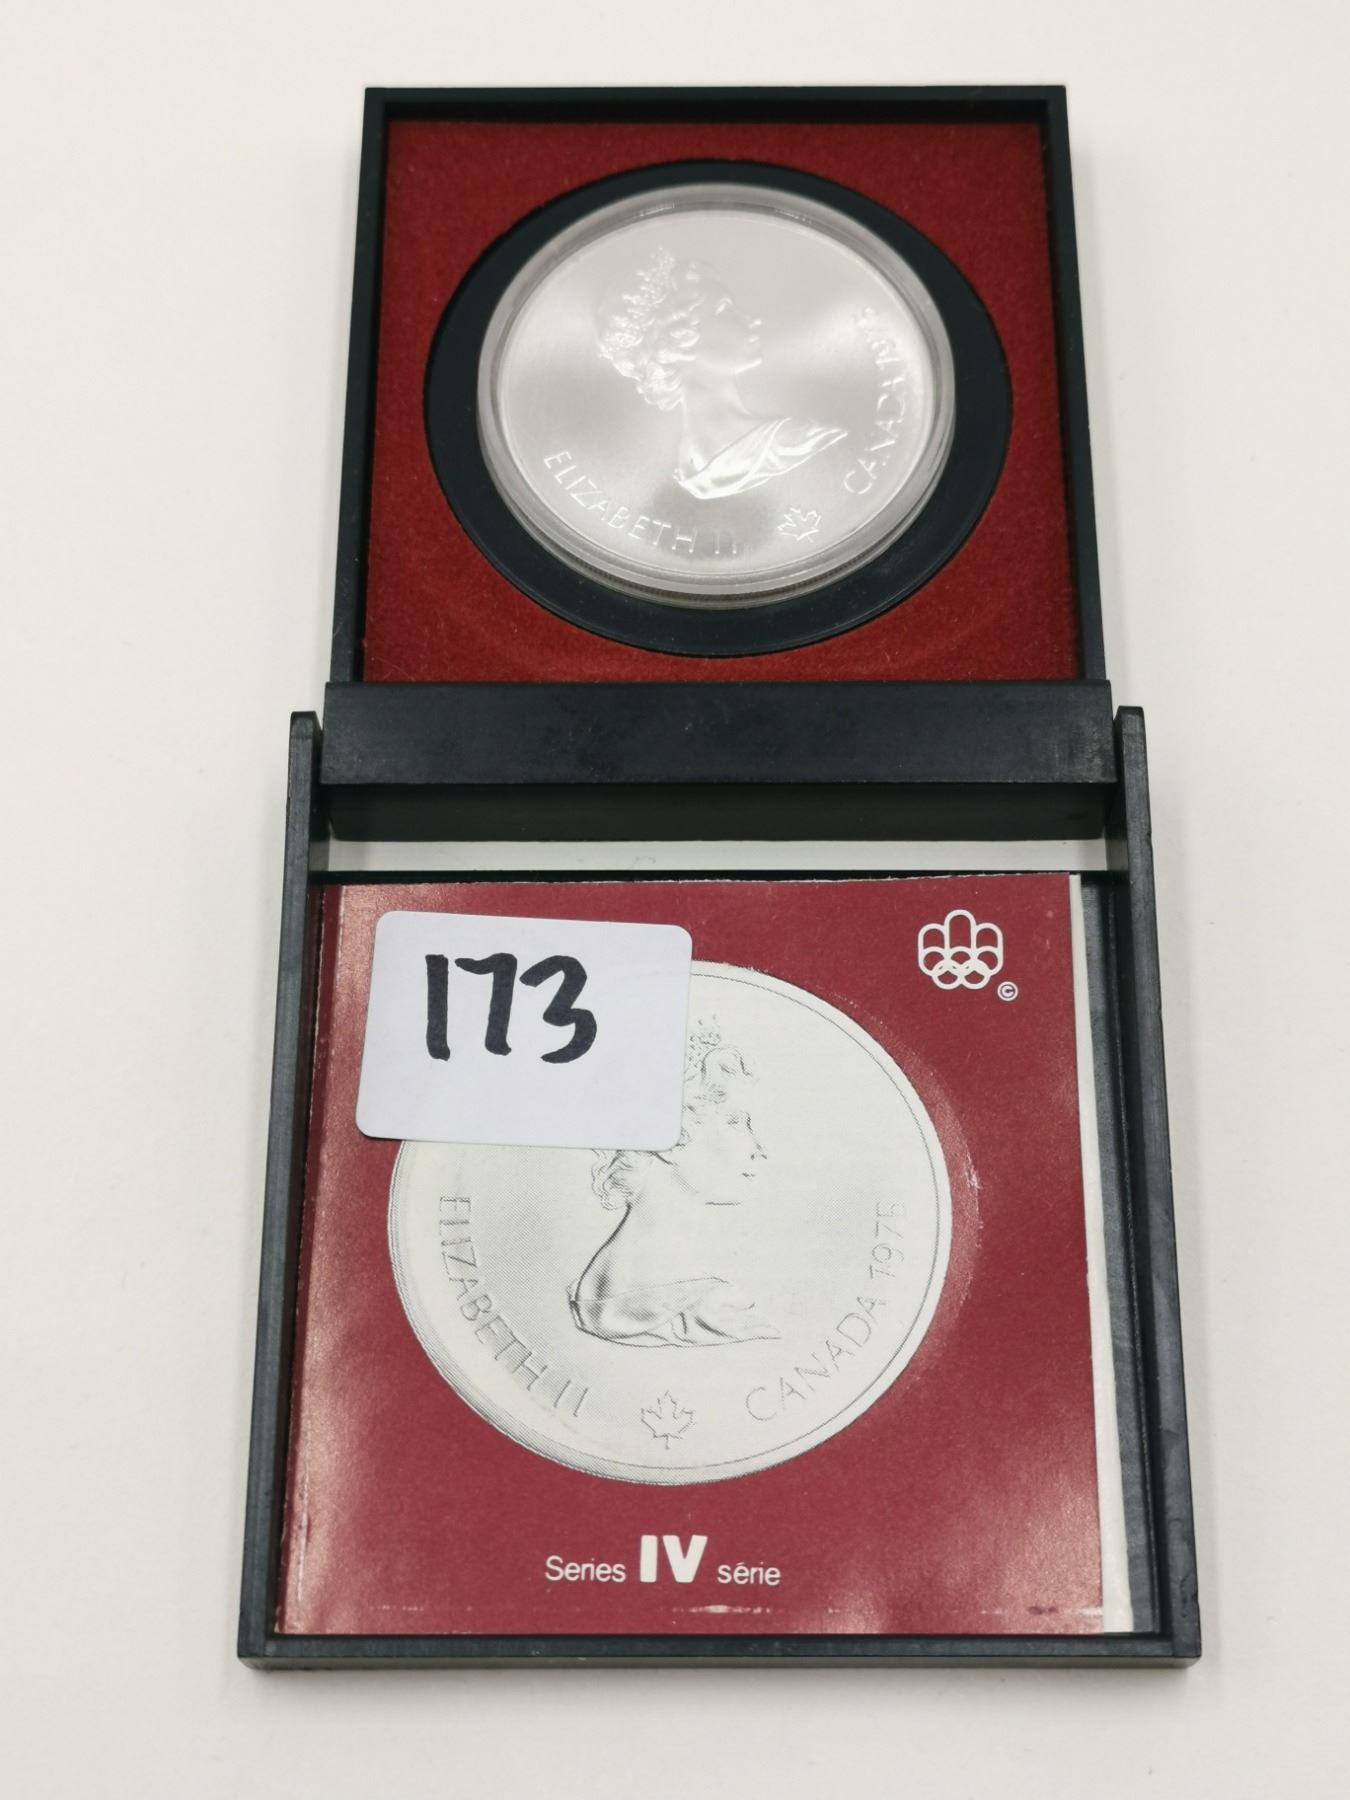 ELIZABETH II
CANADA 1975
173
©
ELIZABETH II
CANADA 1975
Series IV série